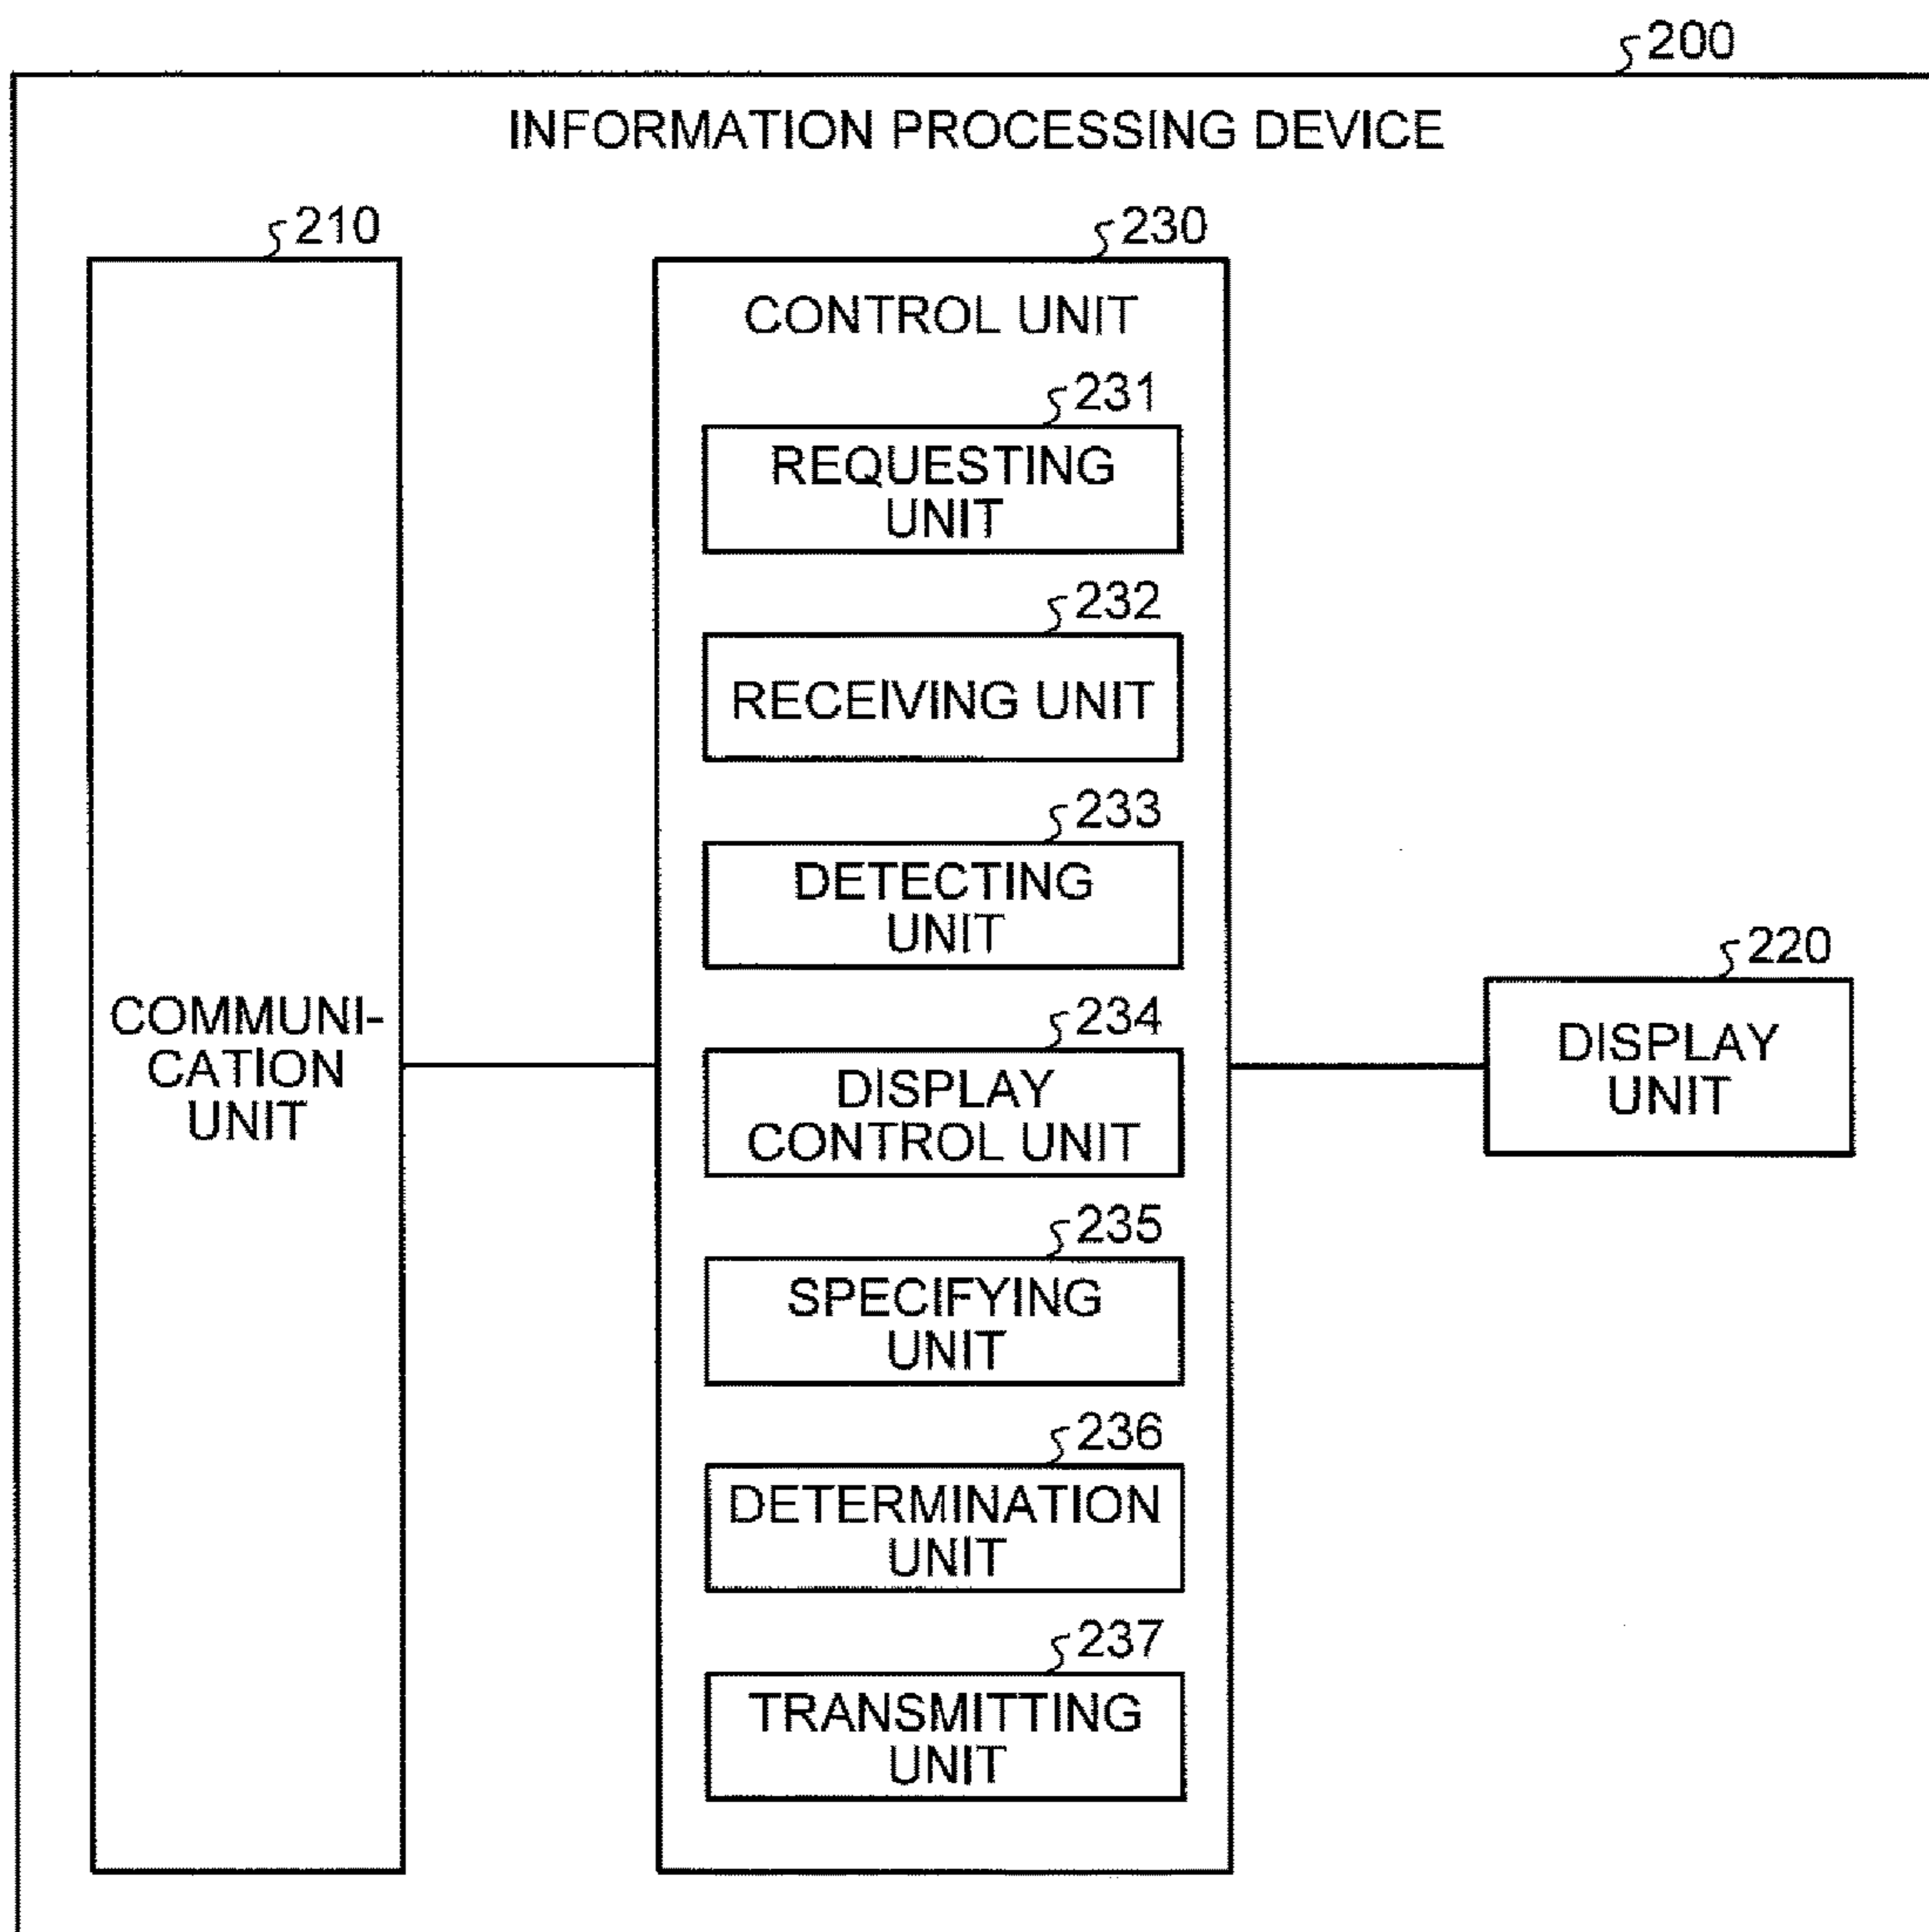 200
INFORMATION PROCESSING DEVICE
210
COMMUNI-
CATION
UNIT
230
CONTROL UNIT
231
REQUESTING
UNIT
232
RECEIVING UNIT
233
DETECTING
UNIT
234
DISPLAY
CONTROL UNIT
235
SPECIFYING
UNIT
236
DETERMINATION
UNIT
237
TRANSMITTING
UNIT
220
DISPLAY
UNIT